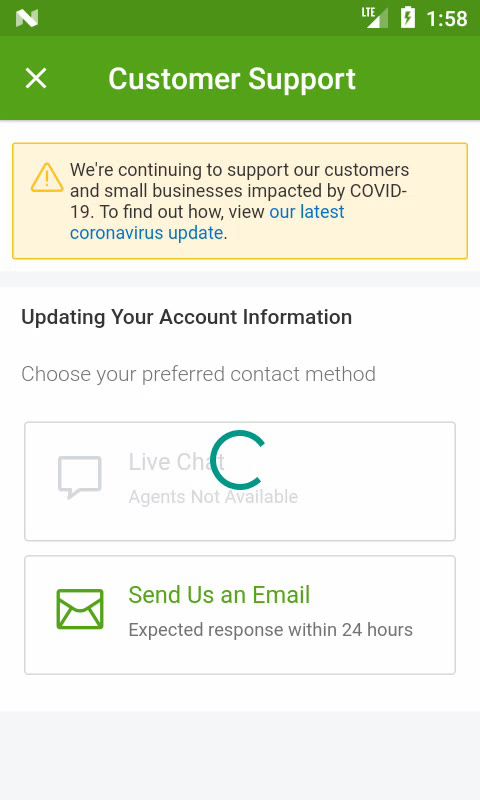 LTE 1:58
Customer Support
We're continuing to support our customers
and small businesses impacted by COVID-
19. To find out how, view our latest
coronavirus update.
Updating Your Account Information
Choose your preferred contact method
Live Chat
Agents Not Available
Send Us an Email
Expected response within 24 hours